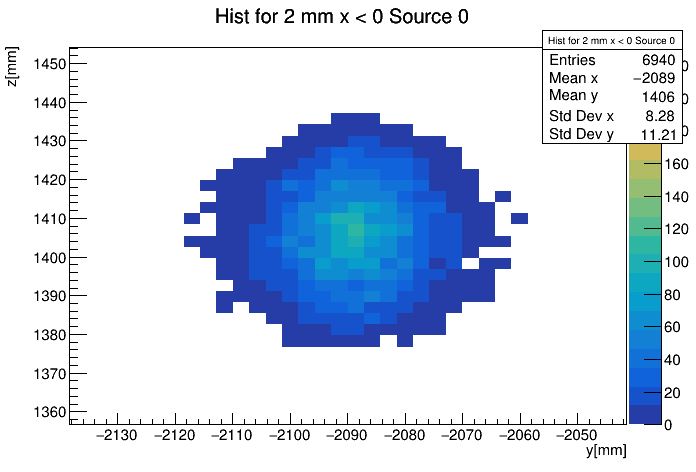 Hist for 2 mm x < 0 Source 0
Hist for 2 mm x < 0 Source 0
Entries 6940
Mean x −2089
Mean y 1406
Std Dev x 8.28
Std Dev y 11.21
z[mm]
1450
1440
1430
1420
1410
1400
1390
1380
1370
1360
−2130 −2120 −2110 −2100 −2090 −2080 −2070 −2060 −2050
y[mm]
160
140
120
100
80
60
40
20
0